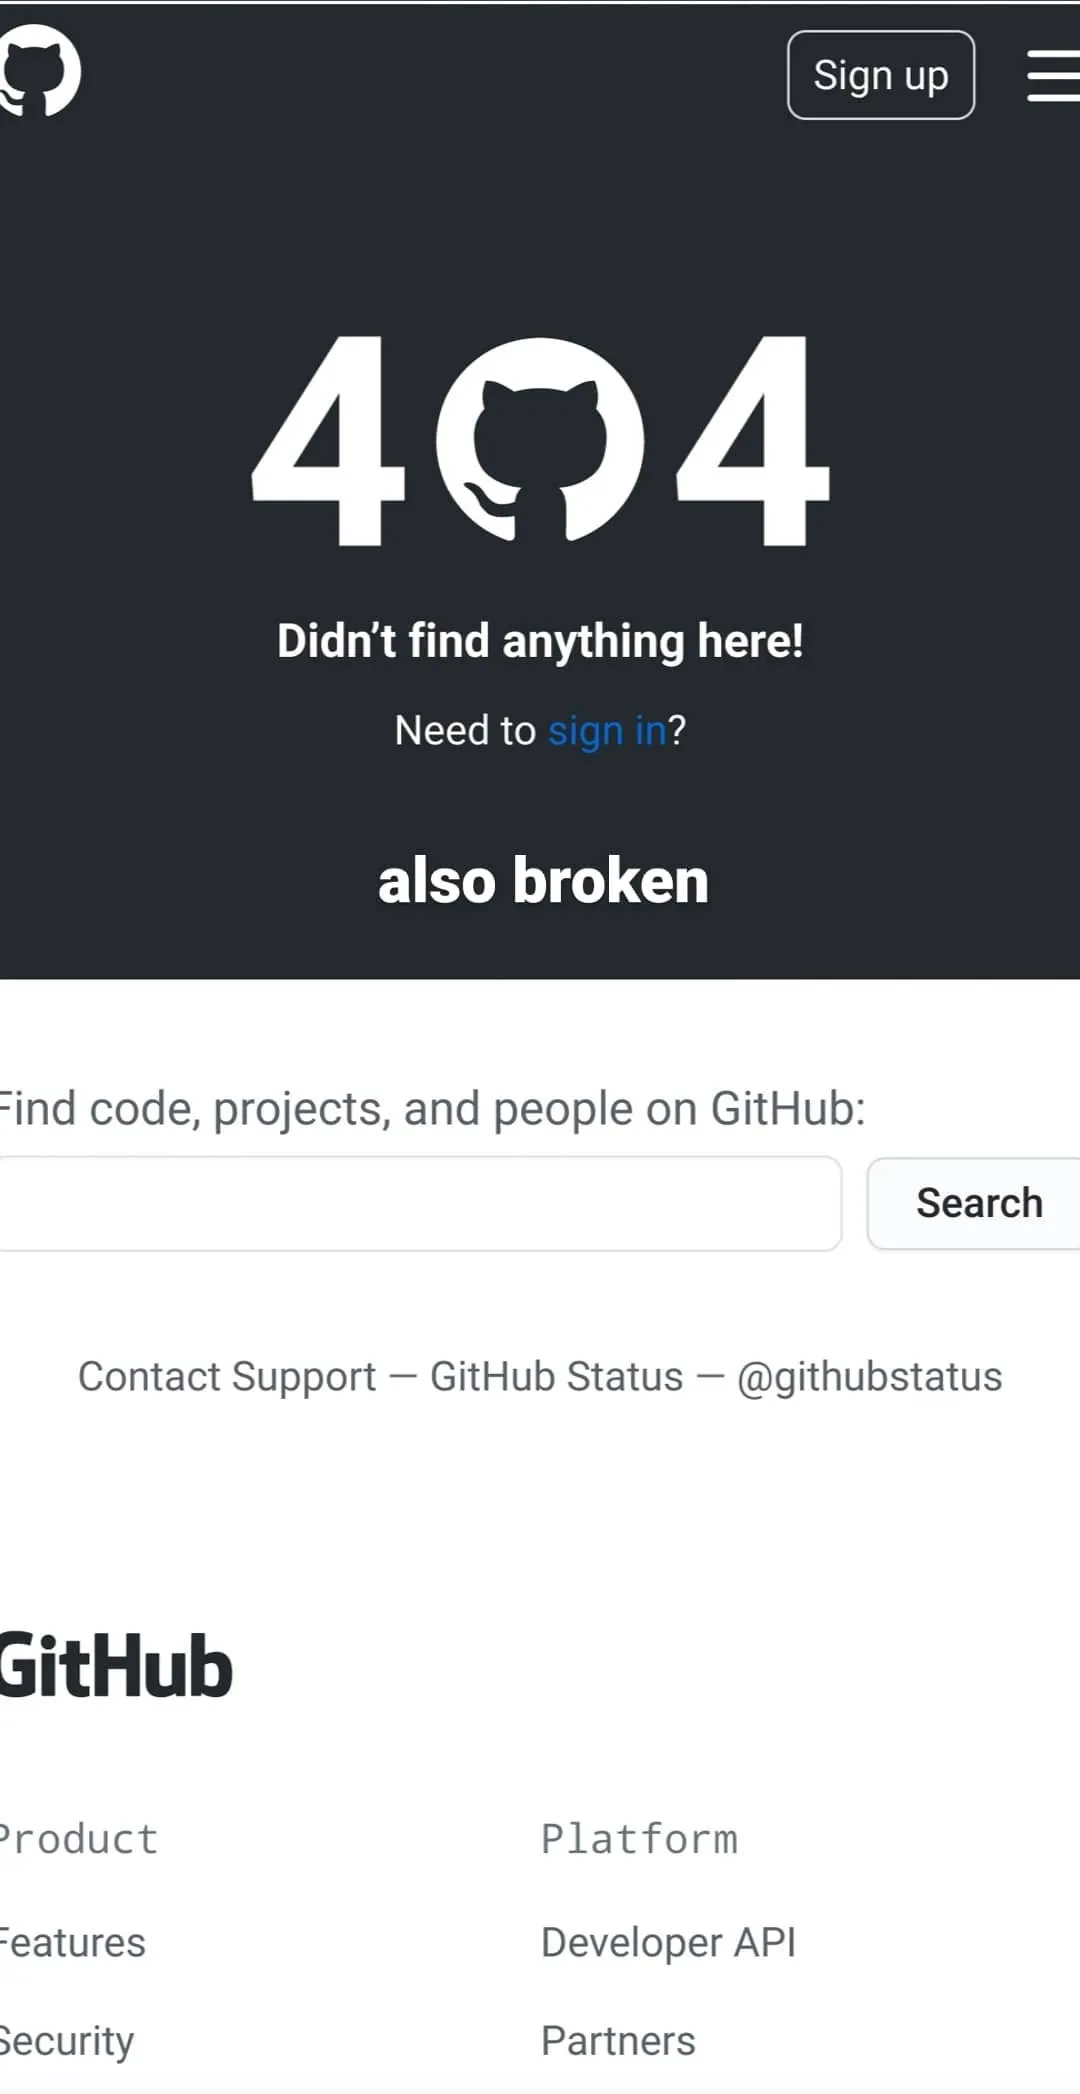 Sign up
404
Didn’t find anything here!
Need to sign in?
also broken
Find code, projects, and people on GitHub:
Search
Contact Support — GitHub Status — @githubstatus
GitHub
Product Platform
Features Developer API
Security Partners